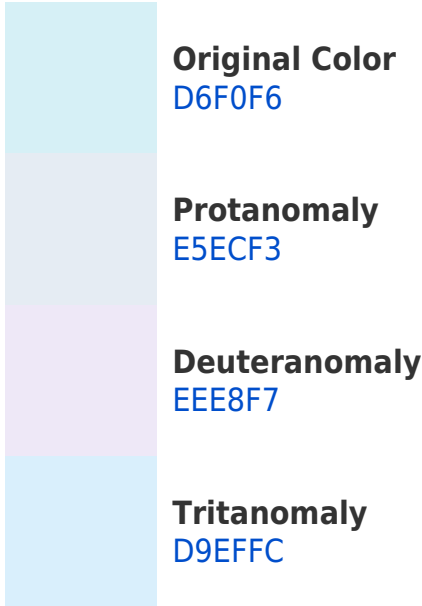 Original Color
D6F0F6
Protanomaly
E5ECF3
Deuteranomaly
EEE8F7
Tritanomaly
D9EFFC